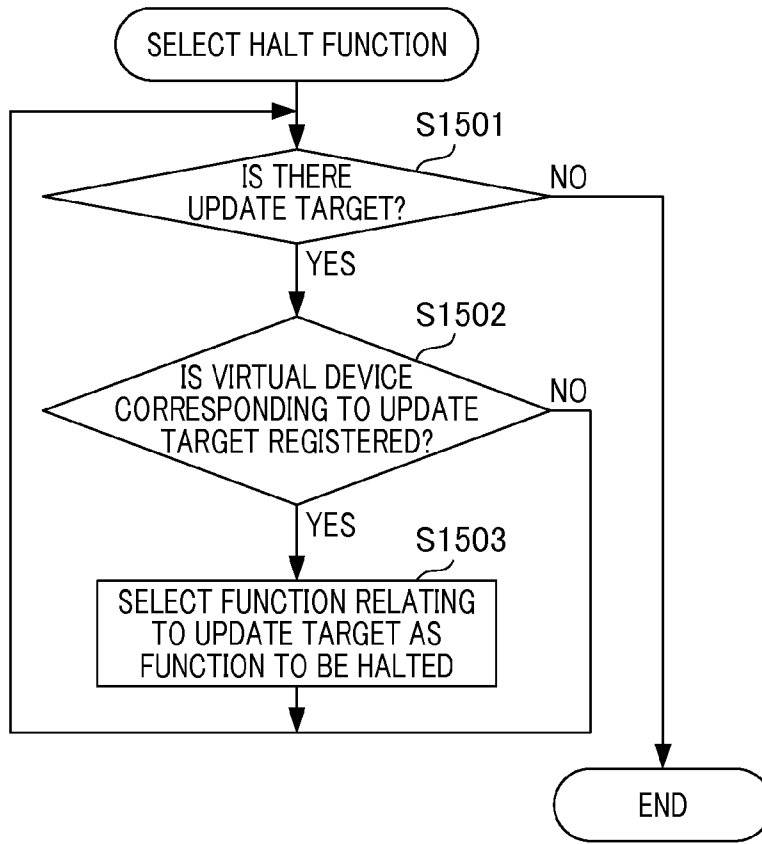 SELECT HALT FUNCTION
S1501
IS THERE
UPDATE TARGET?
NO
YES
S1502
IS VIRTUAL DEVICE
CORRESPONDING TO UPDATE
TARGET REGISTERED?
NO
YES
S1503
SELECT FUNCTION RELATING
TO UPDATE TARGET AS
FUNCTION TO BE HALTED
END